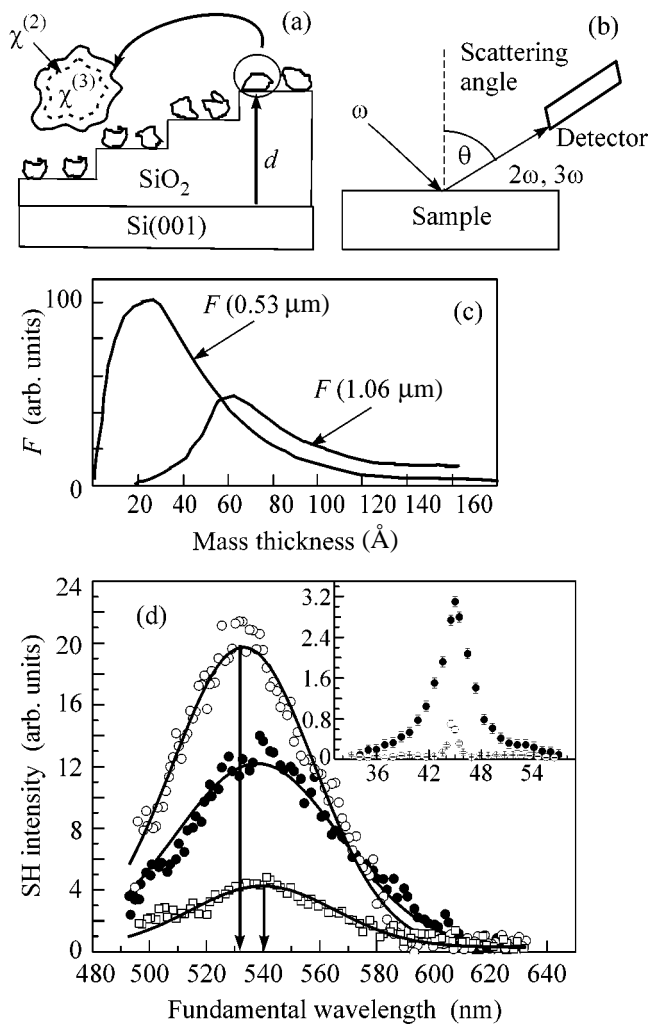 (a)
χ(2)
χ(3)
d
SiO2
Si(001)
(b)
Scattering
angle
ω
θ
Detector
2ω, 3ω
Sample
(c)
100
F (0.53 μm)
F (1.06 μm)
F (arb. units)
0
20 40 60 80 100 120 140 160
Mass thickness (Å)
(d)
24
20
16
12
8
4
0
SH intensity (arb. units)
3.2
2.4
1.6
0.8
0
36 42 48 54
480 500 520 540 560 580 600 620 640
Fundamental wavelength (nm)